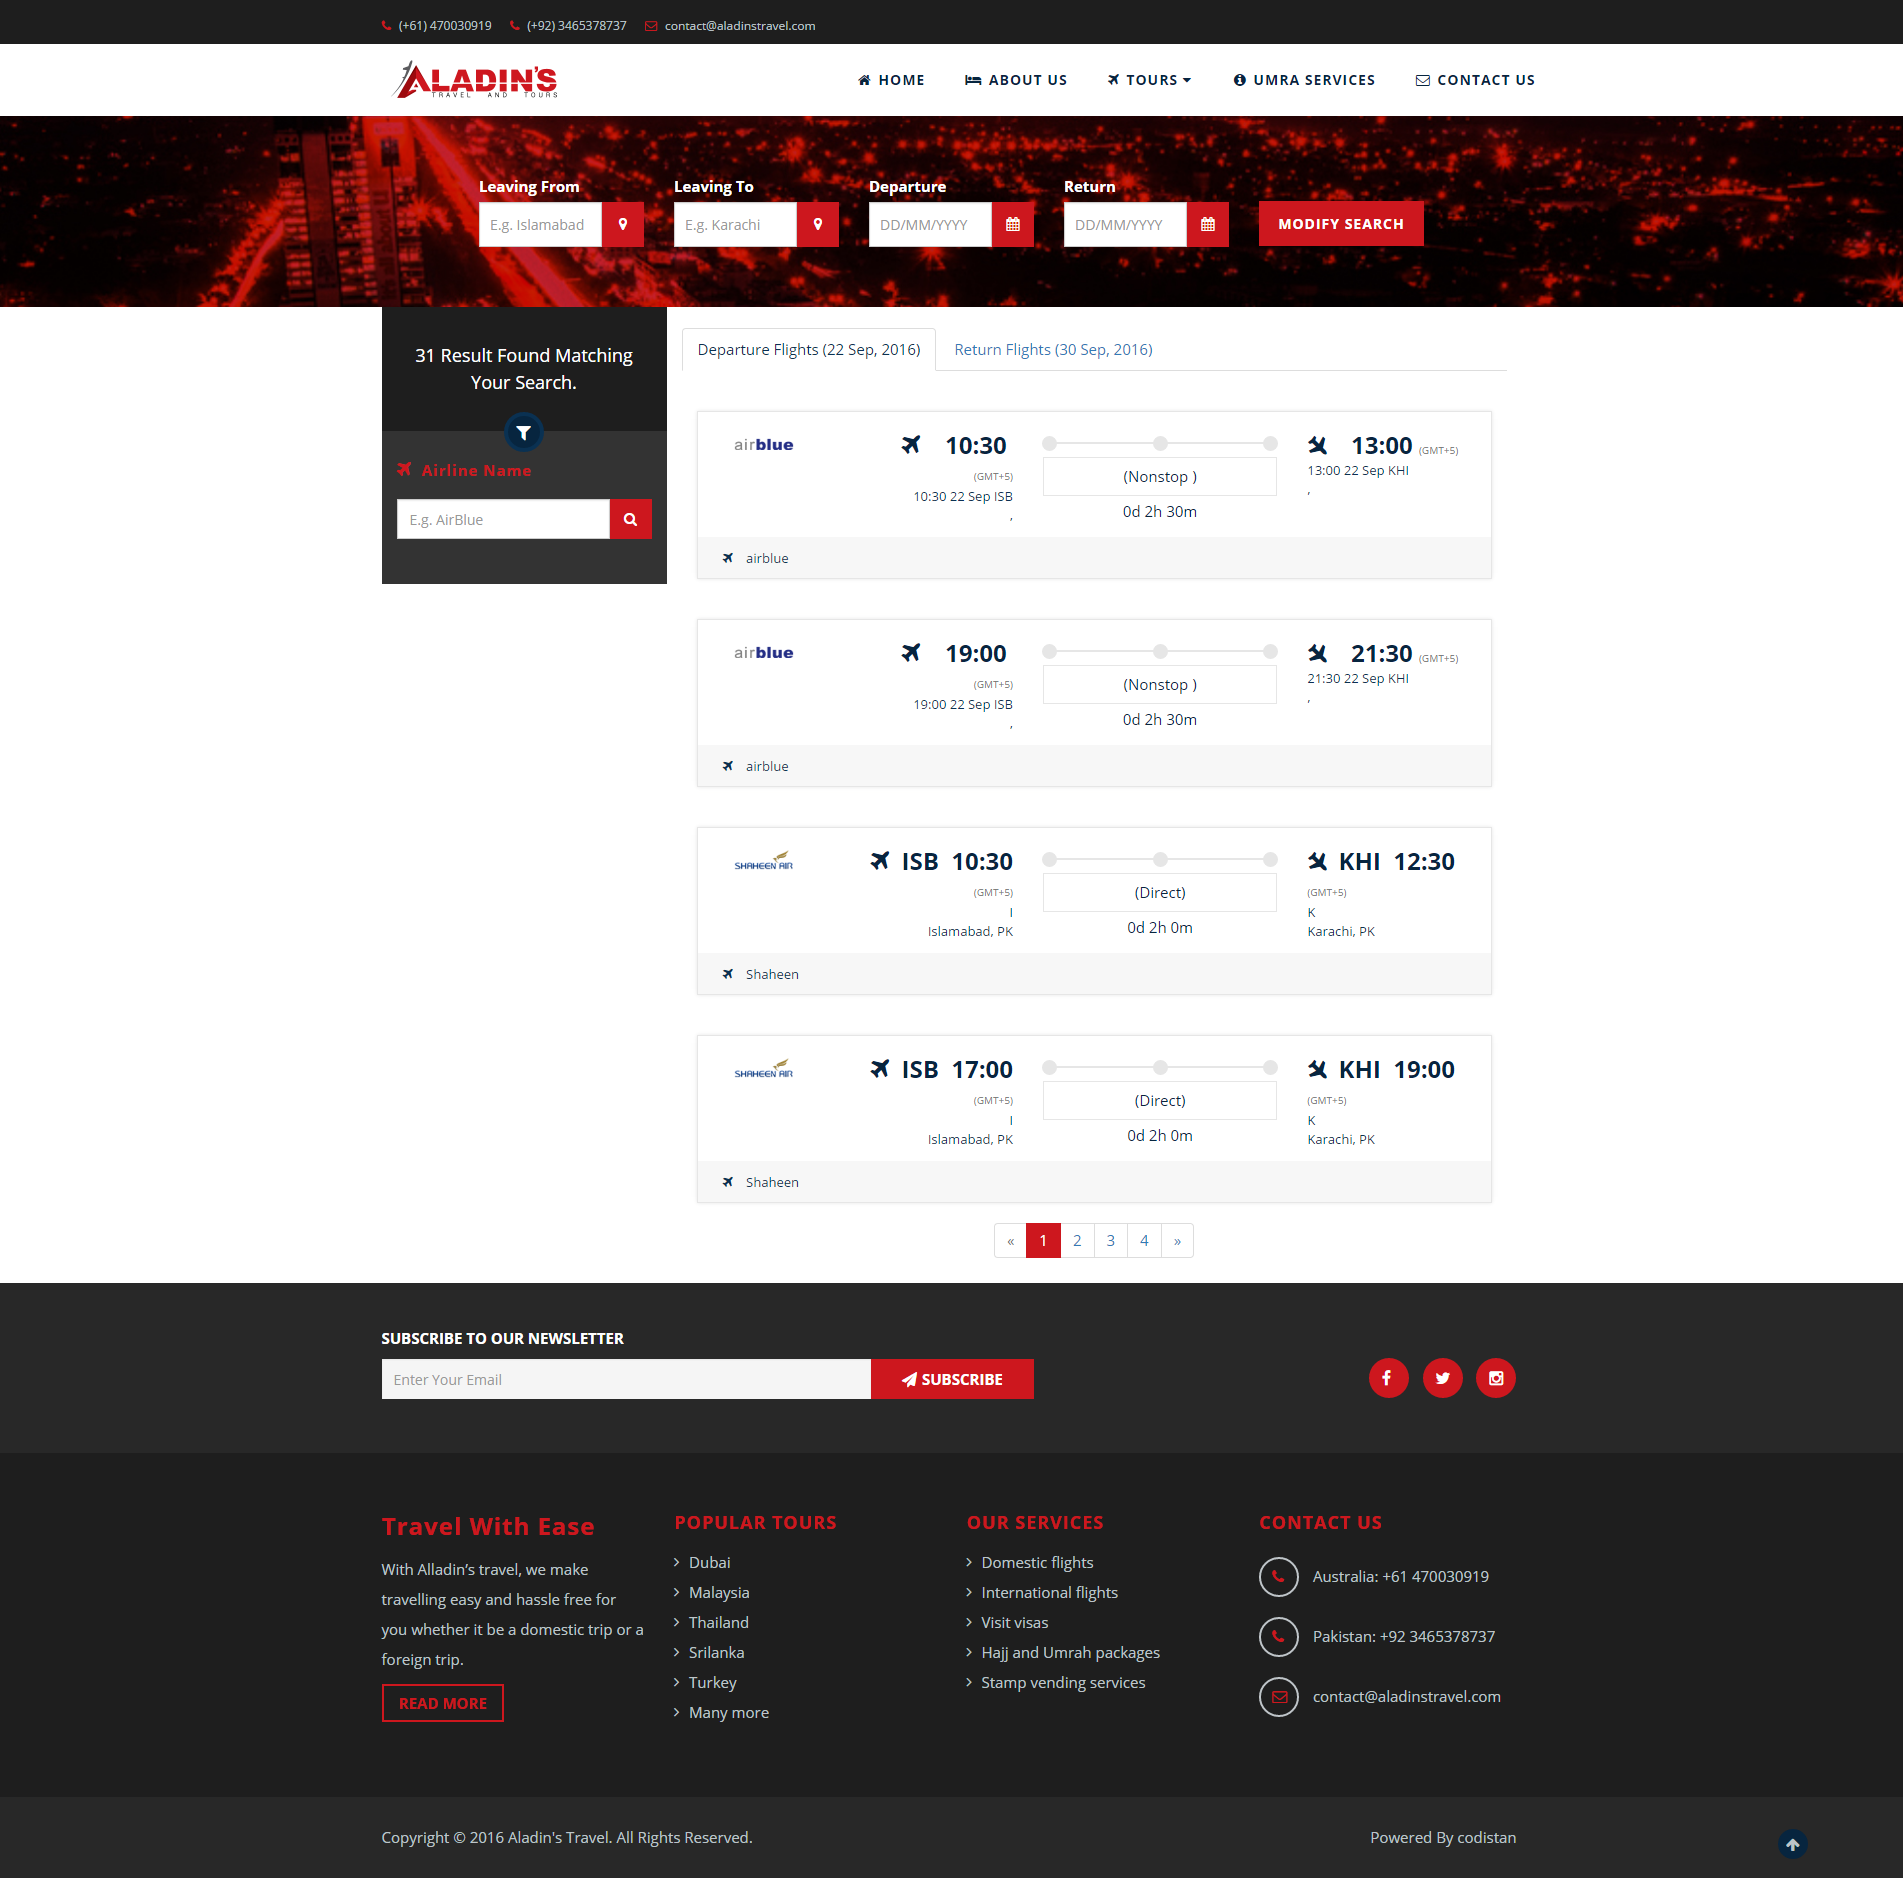 (+61) 470030919 (+92) 3465378737 contact@aladinstravel.com
ALADIN'S
TRAVEL AND TOURS
HOME ABOUT US TOURS UMRA SERVICES CONTACT US
Leaving From Leaving To Departure Return
E.g. Islamabad E.g. Karachi DD/MM/YYYY DD/MM/YYYY MODIFY SEARCH
31 Result Found Matching
Your Search.
Airline Name
E.g. AirBlue
Departure Flights (22 Sep, 2016) Return Flights (30 Sep, 2016)
airblue 10:30 13:00 (GMT+5)
(GMT+5) (Nonstop ) 13:00 22 Sep KHI
10:30 22 Sep ISB ,
, 0d 2h 30m
airblue
airblue 19:00 21:30 (GMT+5)
(GMT+5) (Nonstop ) 21:30 22 Sep KHI
19:00 22 Sep ISB ,
, 0d 2h 30m
airblue
SHAHEEN AIR ISB 10:30 KHI 12:30
(GMT+5) (Direct) (GMT+5)
I K
Islamabad, PK 0d 2h 0m Karachi, PK
Shaheen
SHAHEEN AIR ISB 17:00 KHI 19:00
(GMT+5) (Direct) (GMT+5)
I K
Islamabad, PK 0d 2h 0m Karachi, PK
Shaheen
« 1 2 3 4 »
SUBSCRIBE TO OUR NEWSLETTER
Enter Your Email SUBSCRIBE
Travel With Ease
With Alladin’s travel, we make
travelling easy and hassle free for
you whether it be a domestic trip or a
foreign trip.
READ MORE
POPULAR TOURS
Dubai
Malaysia
Thailand
Srilanka
Turkey
Many more
OUR SERVICES
Domestic flights
International flights
Visit visas
Hajj and Umrah packages
Stamp vending services
CONTACT US
Australia: +61 470030919
Pakistan: +92 3465378737
contact@aladinstravel.com
Copyright © 2016 Aladin's Travel. All Rights Reserved. Powered By codistan